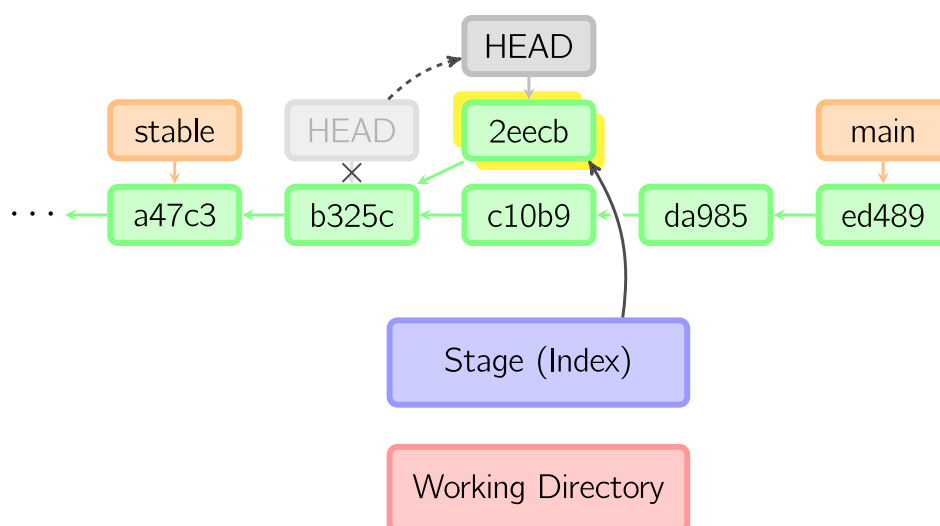 HEAD
stable
HEAD
2eecb
main
...
a47c3
b325c
c10b9
da985
ed489
Stage (Index)
Working Directory